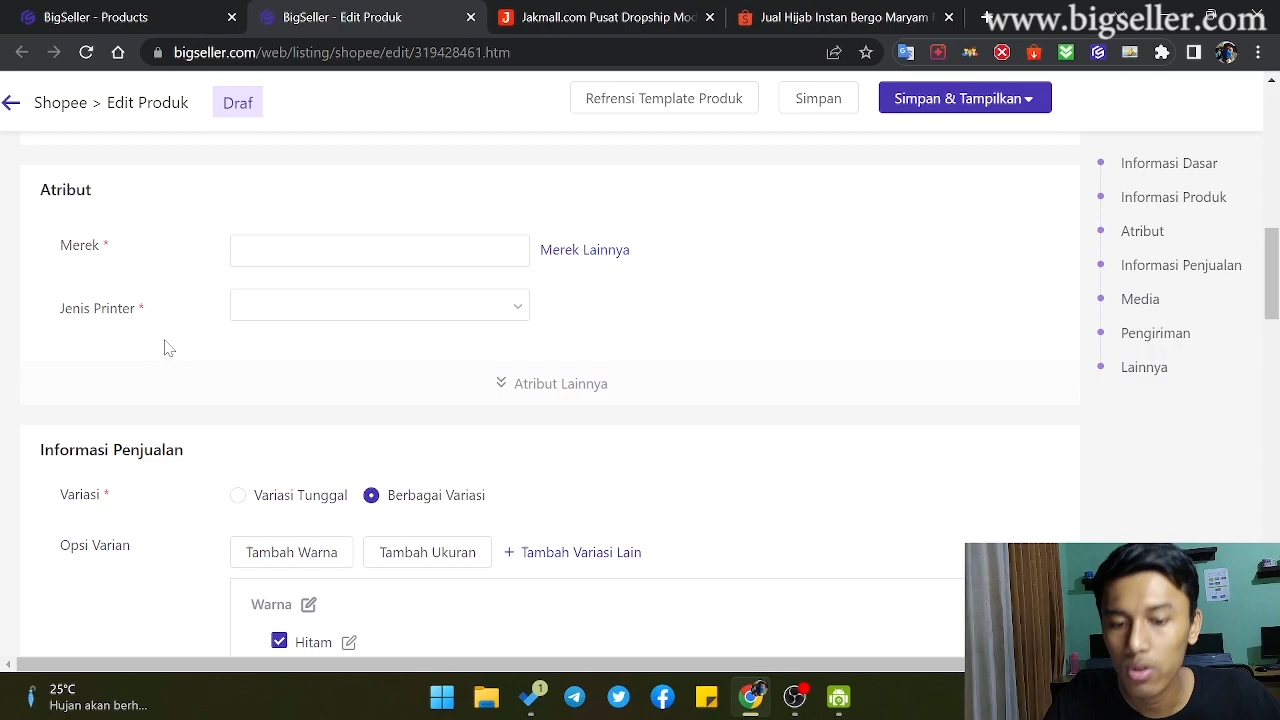 www.bigseller.com
BigSeller - Products
BigSeller - Edit Produk
Jakmall.com Pusat Dropship Mod
Jual Hijab Instan Bergo Maryam
bigseller.com/web/listing/shopee/edit/319428461.htm
Shopee > Edit Produk
Draf
Refrensi Template Produk
Simpan
Simpan & Tampilkan
Informasi Dasar
Informasi Produk
Atribut
Informasi Penjualan
Media
Pengiriman
Lainnya
Atribut
Merek *
Merek Lainnya
Jenis Printer *
Atribut Lainnya
Informasi Penjualan
Variasi *
Variasi Tunggal
Berbagai Variasi
Opsi Varian
Tambah Warna
Tambah Ukuran
+ Tambah Variasi Lain
Warna
Hitam
25°C
Hujan akan berh...
1